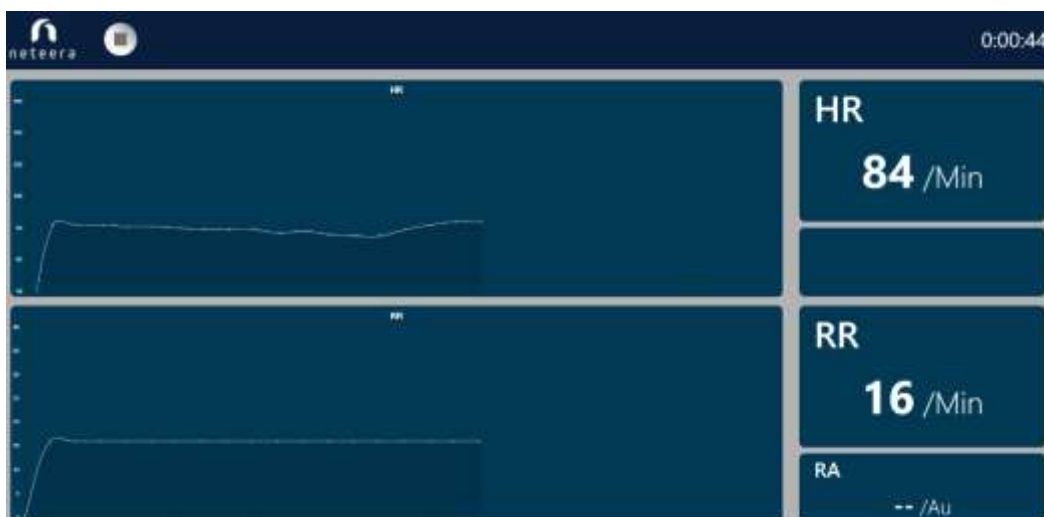 neteera
0:00:44
HR
HR
84 /Min
RR
RR
16 /Min
RA
-- /Au